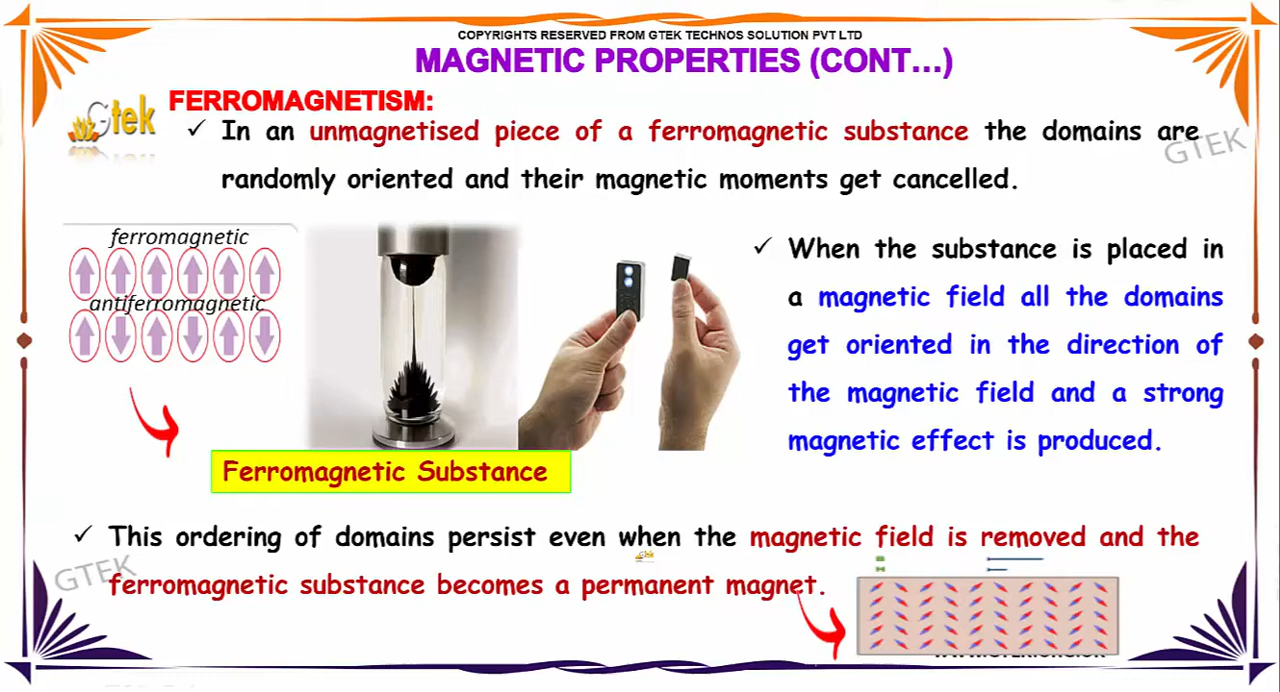 COPYRIGHTS RESERVED FROM GTEK TECHNOS SOLUTION PVT LTD
MAGNETIC PROPERTIES (CONT...)
Gtek
FERROMAGNETISM:
✓ In an unmagnetised piece of a ferromagnetic substance the domains are
randomly oriented and their magnetic moments get cancelled.
GTEK
ferromagnetic
antiferromagnetic
✓ When the substance is placed in
a magnetic field all the domains
get oriented in the direction of
the magnetic field and a strong
magnetic effect is produced.
Ferromagnetic Substance
✓ This ordering of domains persist even when the magnetic field is removed and the
ferromagnetic substance becomes a permanent magnet.
GTEK